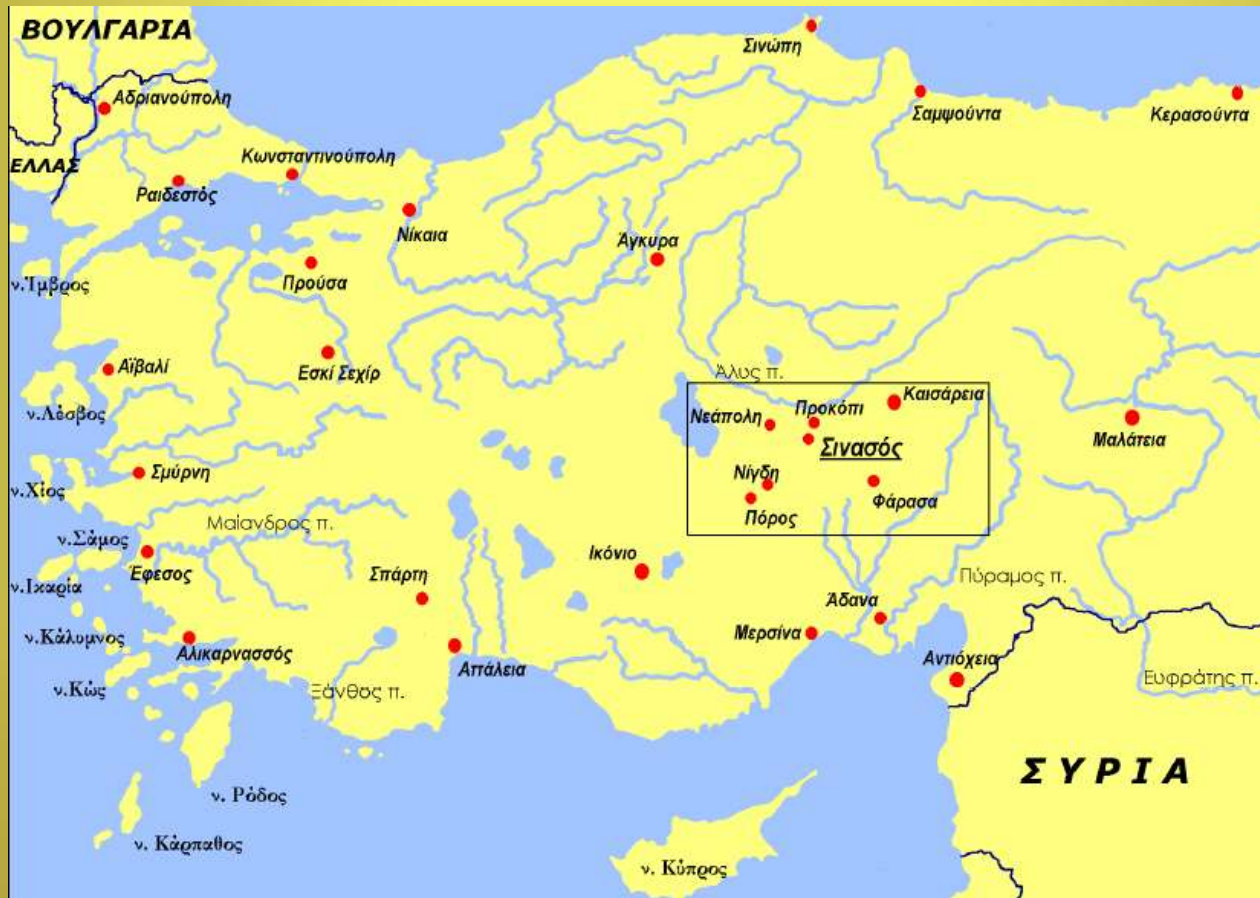 ΒΟΥΛΓΑΡΙΑ
Σινώπη
Αδριανούπολη
Σαμψούντα
Κερασούντα
ΕΛΛΑΣ
Κωνσταντινούπολη
Ραιδεστός
Νίκαια
Άγκυρα
Προύσα
ν.Ίμβρος
Αϊβαλί
Εσκί Σεχίρ
Άλυς π.
Καισάρεια
ν.Λέσβος
Νεάπολη
Προκόπι
Μαλάτεια
Σινασός
Σμύρνη
Νίγδη
ν.Χίος
Φάρασα
Πόρος
Μαίανδρος π.
ν.Σάμος
Έφεσος
Ικόνιο
Σπάρτη
Πύραμος π.
ν.Ικαρία
Άδανα
ν.Κάλυμνος
Μερσίνα
Αλικαρνασσός
Αττάλεια
Αντιόχεια
ν.Κώς
Ξάνθος π.
Ευφράτης π.
ΣΥΡΙΑ
ν. Ρόδος
ν. Κάρπαθος
ν. Κύπρος